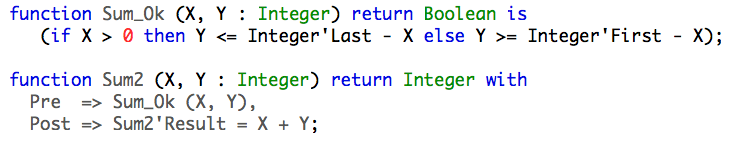 function Sum_Ok (X, Y : Integer) return Boolean is
   (if X > 0 then Y <= Integer'Last - X else Y >= Integer'First - X);

function Sum2 (X, Y : Integer) return Integer with
  Pre  => Sum_Ok (X, Y),
  Post => Sum2'Result = X + Y;